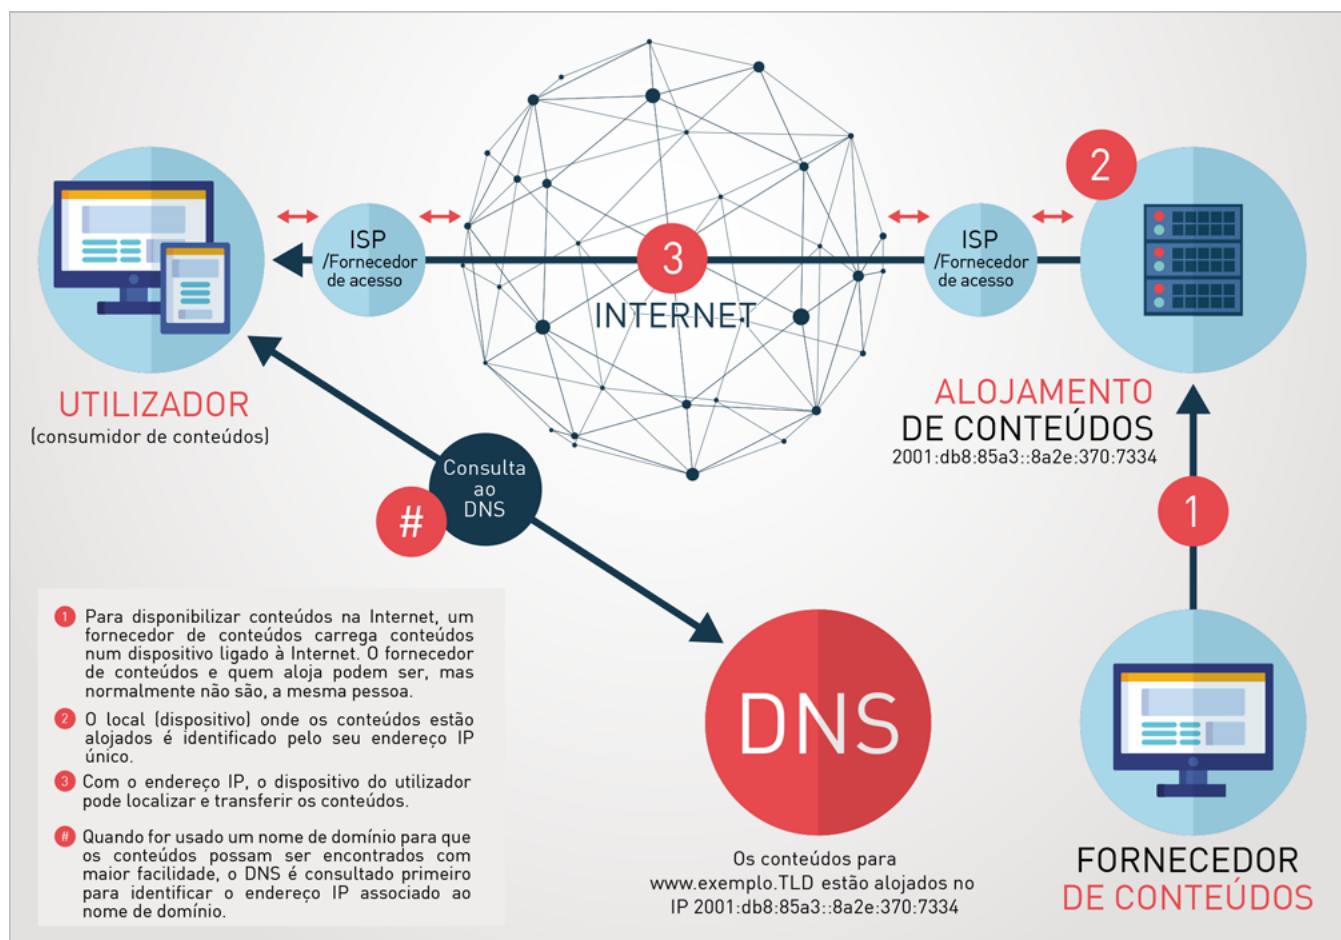 2
ISP
/Fornecedor
de acesso
3
INTERNET
ISP
/Fornecedor
de acesso
UTILIZADOR
(consumidor de conteúdos)
ALOJAMENTO
DE CONTEÚDOS
2001:db8:85a3::8a2e:370:7334
Consulta
ao
DNS
#
1
1 Para disponibilizar conteúdos na Internet, um
fornecedor de conteúdos carrega conteúdos
num dispositivo ligado à Internet. O fornecedor
de conteúdos e quem aloja podem ser, mas
normalmente não são, a mesma pessoa.
2 O local (dispositivo) onde os conteúdos estão
alojados é identificado pelo seu endereço IP
único.
3 Com o endereço IP, o dispositivo do utilizador
pode localizar e transferir os conteúdos.
# Quando for usado um nome de domínio para que
os conteúdos possam ser encontrados com
maior facilidade, o DNS é consultado primeiro
para identificar o endereço IP associado ao
nome de domínio.
DNS
Os conteúdos para
www.exemplo.TLD estão alojados no
IP 2001:db8:85a3::8a2e:370:7334
FORNECEDOR
DE CONTEÚDOS